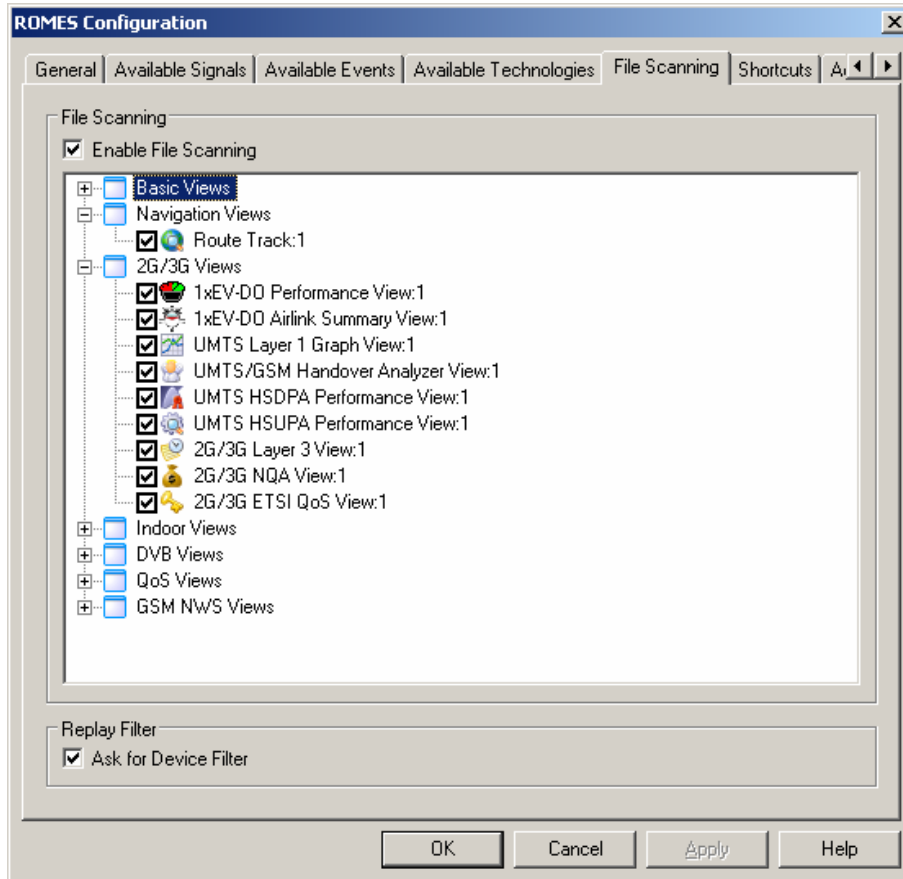 ROMES Configuration
General Available Signals Available Events Available Technologies File Scanning Shortcuts
File Scanning
Enable File Scanning
Basic Views
Navigation Views
Route Track:1
2G/3G Views
1xEV-DO Performance View:1
1xEV-DO Airlink Summary View:1
UMTS Layer 1 Graph View:1
UMTS/GSM Handover Analyzer View:1
UMTS HSDPA Performance View:1
UMTS HSUPA Performance View:1
2G/3G Layer 3 View:1
2G/3G NQA View:1
2G/3G ETSI QoS View:1
Indoor Views
DVB Views
QoS Views
GSM NWS Views
Replay Filter
Ask for Device Filter
OK Cancel Apply Help